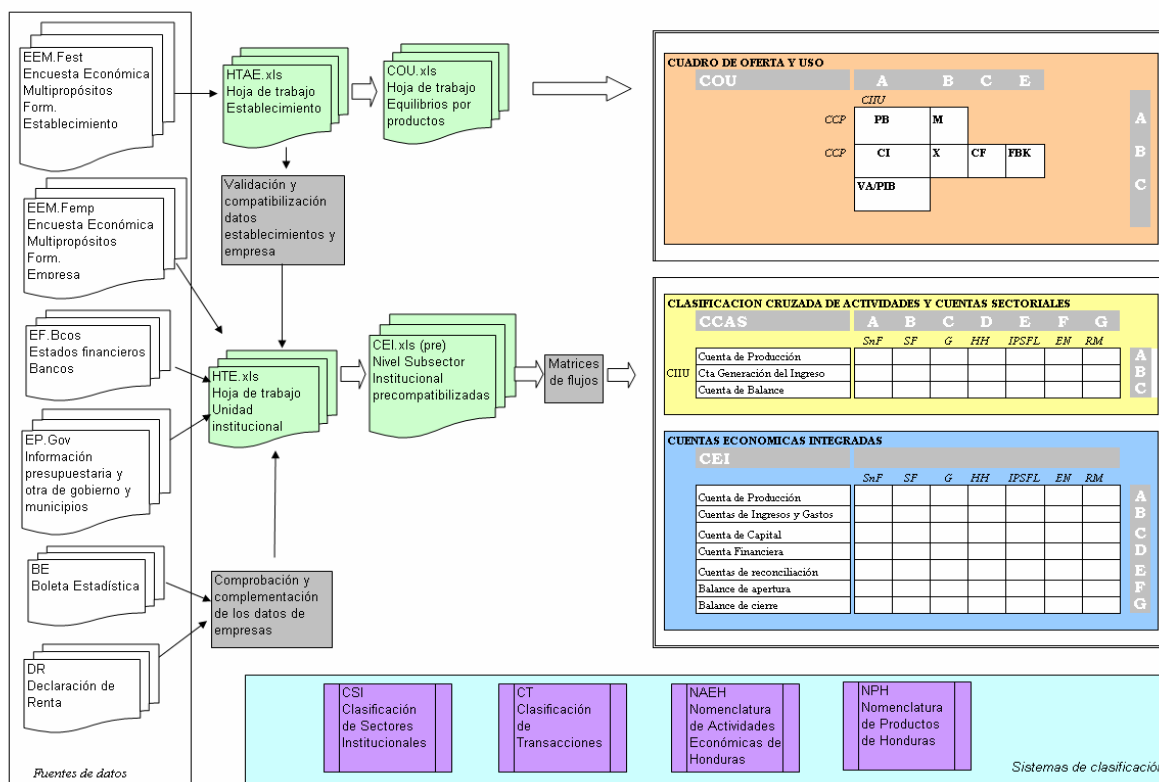 EEM.Fest
Encuesta Económica
Multipropósitos
Form.
Establecimiento
EEM.Femp
Encuesta Económica
Multipropósitos
Form.
Empresa
EF.Bcos
Estados financieros
Bancos
EP.Gov
Información
presupuestaria y
otra de gobierno y
municipios
BE
Boleta Estadística
DR
Declaración de
Renta
Fuentes de datos
HTAE.xls
Hoja de trabajo
Establecimiento
COU.xls
Hoja de trabajo
Equilibrios por
productos
Validación y
compatibilización
datos
establecimientos y
empresa
HTE.xls
Hoja de trabajo
Unidad
institucional
CEI.xls (pre)
Nivel Subsector
Institucional
precompatibilizadas
Matrices
de flujos
Comprobación y
complementación
de los datos de
empresas
CUADRO DE OFERTA Y USO
COU A B C E
CIIU
CCP PB M A
CCP CI X CF FBK B
VA/PIB C
CLASIFICACION CRUZADA DE ACTIVIDADES Y CUENTAS SECTORIALES
CCAS A B C D E F G
SnF SF G HH IPSFL EN RM
Cuenta de Producción A
CIIU Cta Generación del Ingreso B
Cuenta de Balance C
CUENTAS ECONOMICAS INTEGRADAS
CEI
SnF SF G HH IPSFL EN RM
Cuenta de Producción A
Cuentas de Ingresos y Gastos B
Cuenta de Capital C
Cuenta Financiera D
Cuentas de reconciliación E
Balance de apertura F
Balance de cierre G
CSI
Clasificación
de Sectores
Institucionales
CT
Clasificación
de
Transacciones
NAEH
Nomenclatura
de Actividades
Económicas de
Honduras
NPH
Nomenclatura
de Productos
de Honduras
Sistemas de clasificación